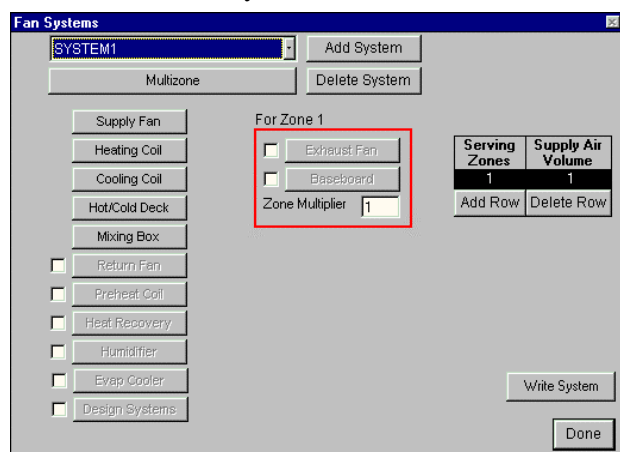 Fan Systems
SYSTEM1
Add System
Multizone
Delete System
Supply Fan
Heating Coil
Cooling Coil
Hot/Cold Deck
Mixing Box
Return Fan
Preheat Coil
Heat Recovery
Humidifier
Evap Cooler
Design Systems
For Zone 1
Exhaust Fan
Baseboard
Zone Multiplier 1
Serving Zones Supply Air Volume
1 1
Add Row Delete Row
Write System
Done